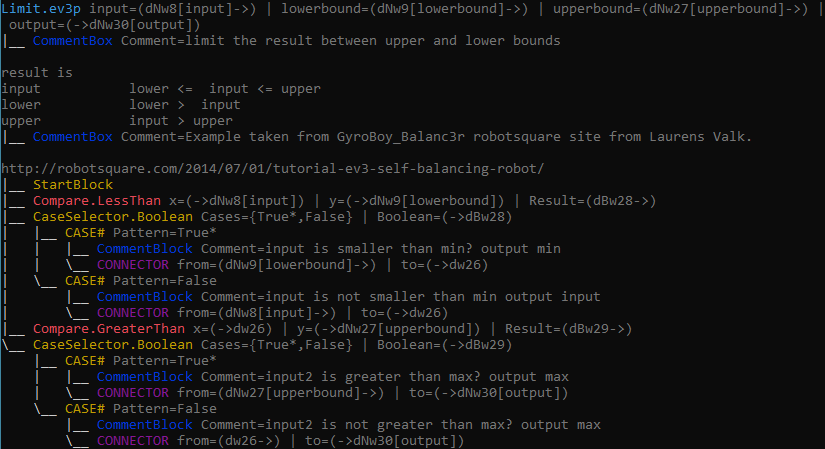 Limit.ev3p input=(dNw8[input]->) | lowerbound=(dNw9[lowerbound]->) | upperbound=(dNw27[upperbound]->) |
 output=(->dNw30[output])
|__ CommentBox Comment=limit the result between upper and lower bounds
result is
input           lower <=  input <= upper
lower           lower >  input
upper           input > upper
|__ CommentBox Comment=Example taken from GyroBoy_Balanc3r robotsquare site from Laurens Valk.
http://robotsquare.com/2014/07/01/tutorial-ev3-self-balancing-robot/
|__ StartBlock
|__ Compare.LessThan x=(->dNw8[input]) | y=(->dNw9[lowerbound]) | Result=(dBw28->)
|__ CaseSelector.Boolean Cases={True*,False} | Boolean=(->dBw28)
|   |__ CASE# Pattern=True*
|   |   |__ CommentBlock Comment=input is smaller than min? output min
|   |   \__ CONNECTOR from=(dNw9[lowerbound]->) | to=(->dw26)
|   \__ CASE# Pattern=False
|       |__ CommentBlock Comment=input is not smaller than min output input
|       \__ CONNECTOR from=(dNw8[input]->) | to=(->dw26)
|__ Compare.GreaterThan x=(->dw26) | y=(->dNw27[upperbound]) | Result=(dBw29->)
\__ CaseSelector.Boolean Cases={True*,False} | Boolean=(->dBw29)
    |__ CASE# Pattern=True*
    |   |__ CommentBlock Comment=input2 is greater than max? output max
    |   \__ CONNECTOR from=(dNw27[upperbound]->) | to=(->dNw30[output])
    \__ CASE# Pattern=False
        |__ CommentBlock Comment=input2 is not greater than max? output max
        \__ CONNECTOR from=(dw26->) | to=(->dNw30[output])